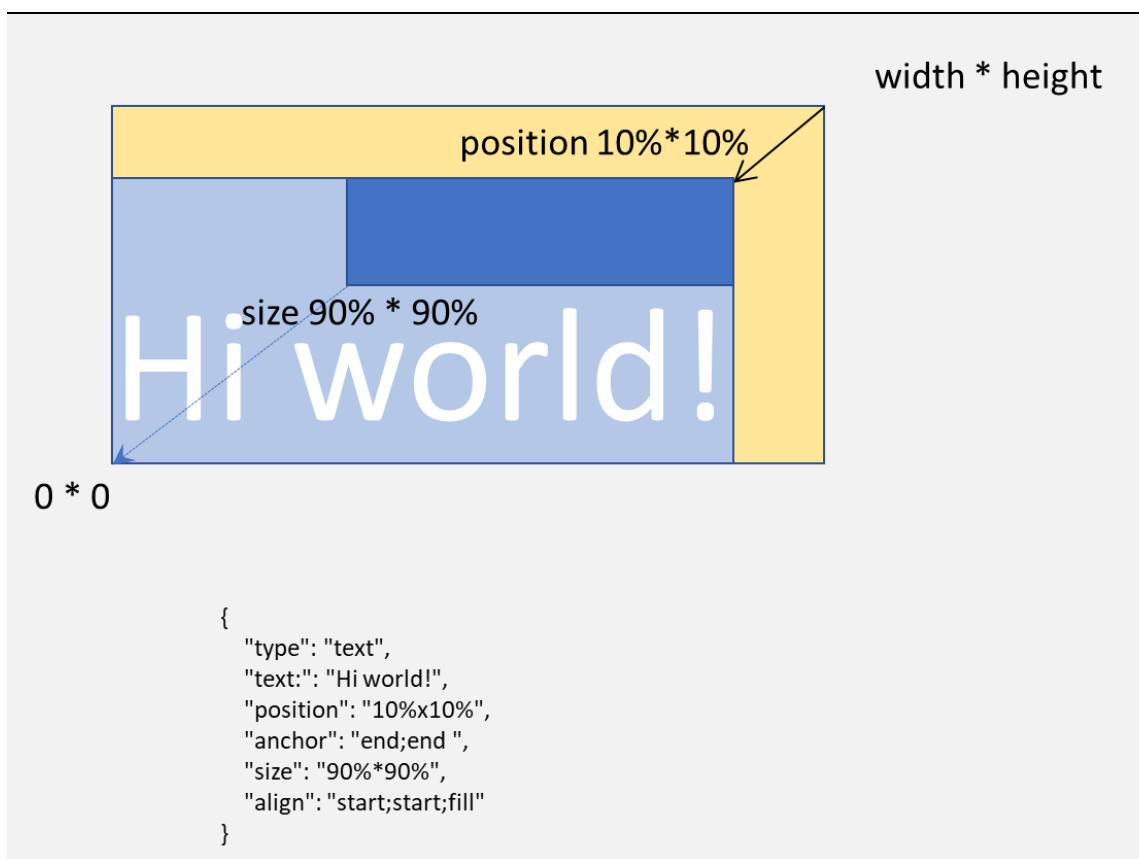 width * height
position 10%*10%
size 90% * 90%
Hi world!
0 * 0
{
"type": "text",
"text:": "Hi world!",
"position": "10%x10%",
"anchor": "end;end ",
"size": "90%*90%",
"align": "start;start;fill"
}